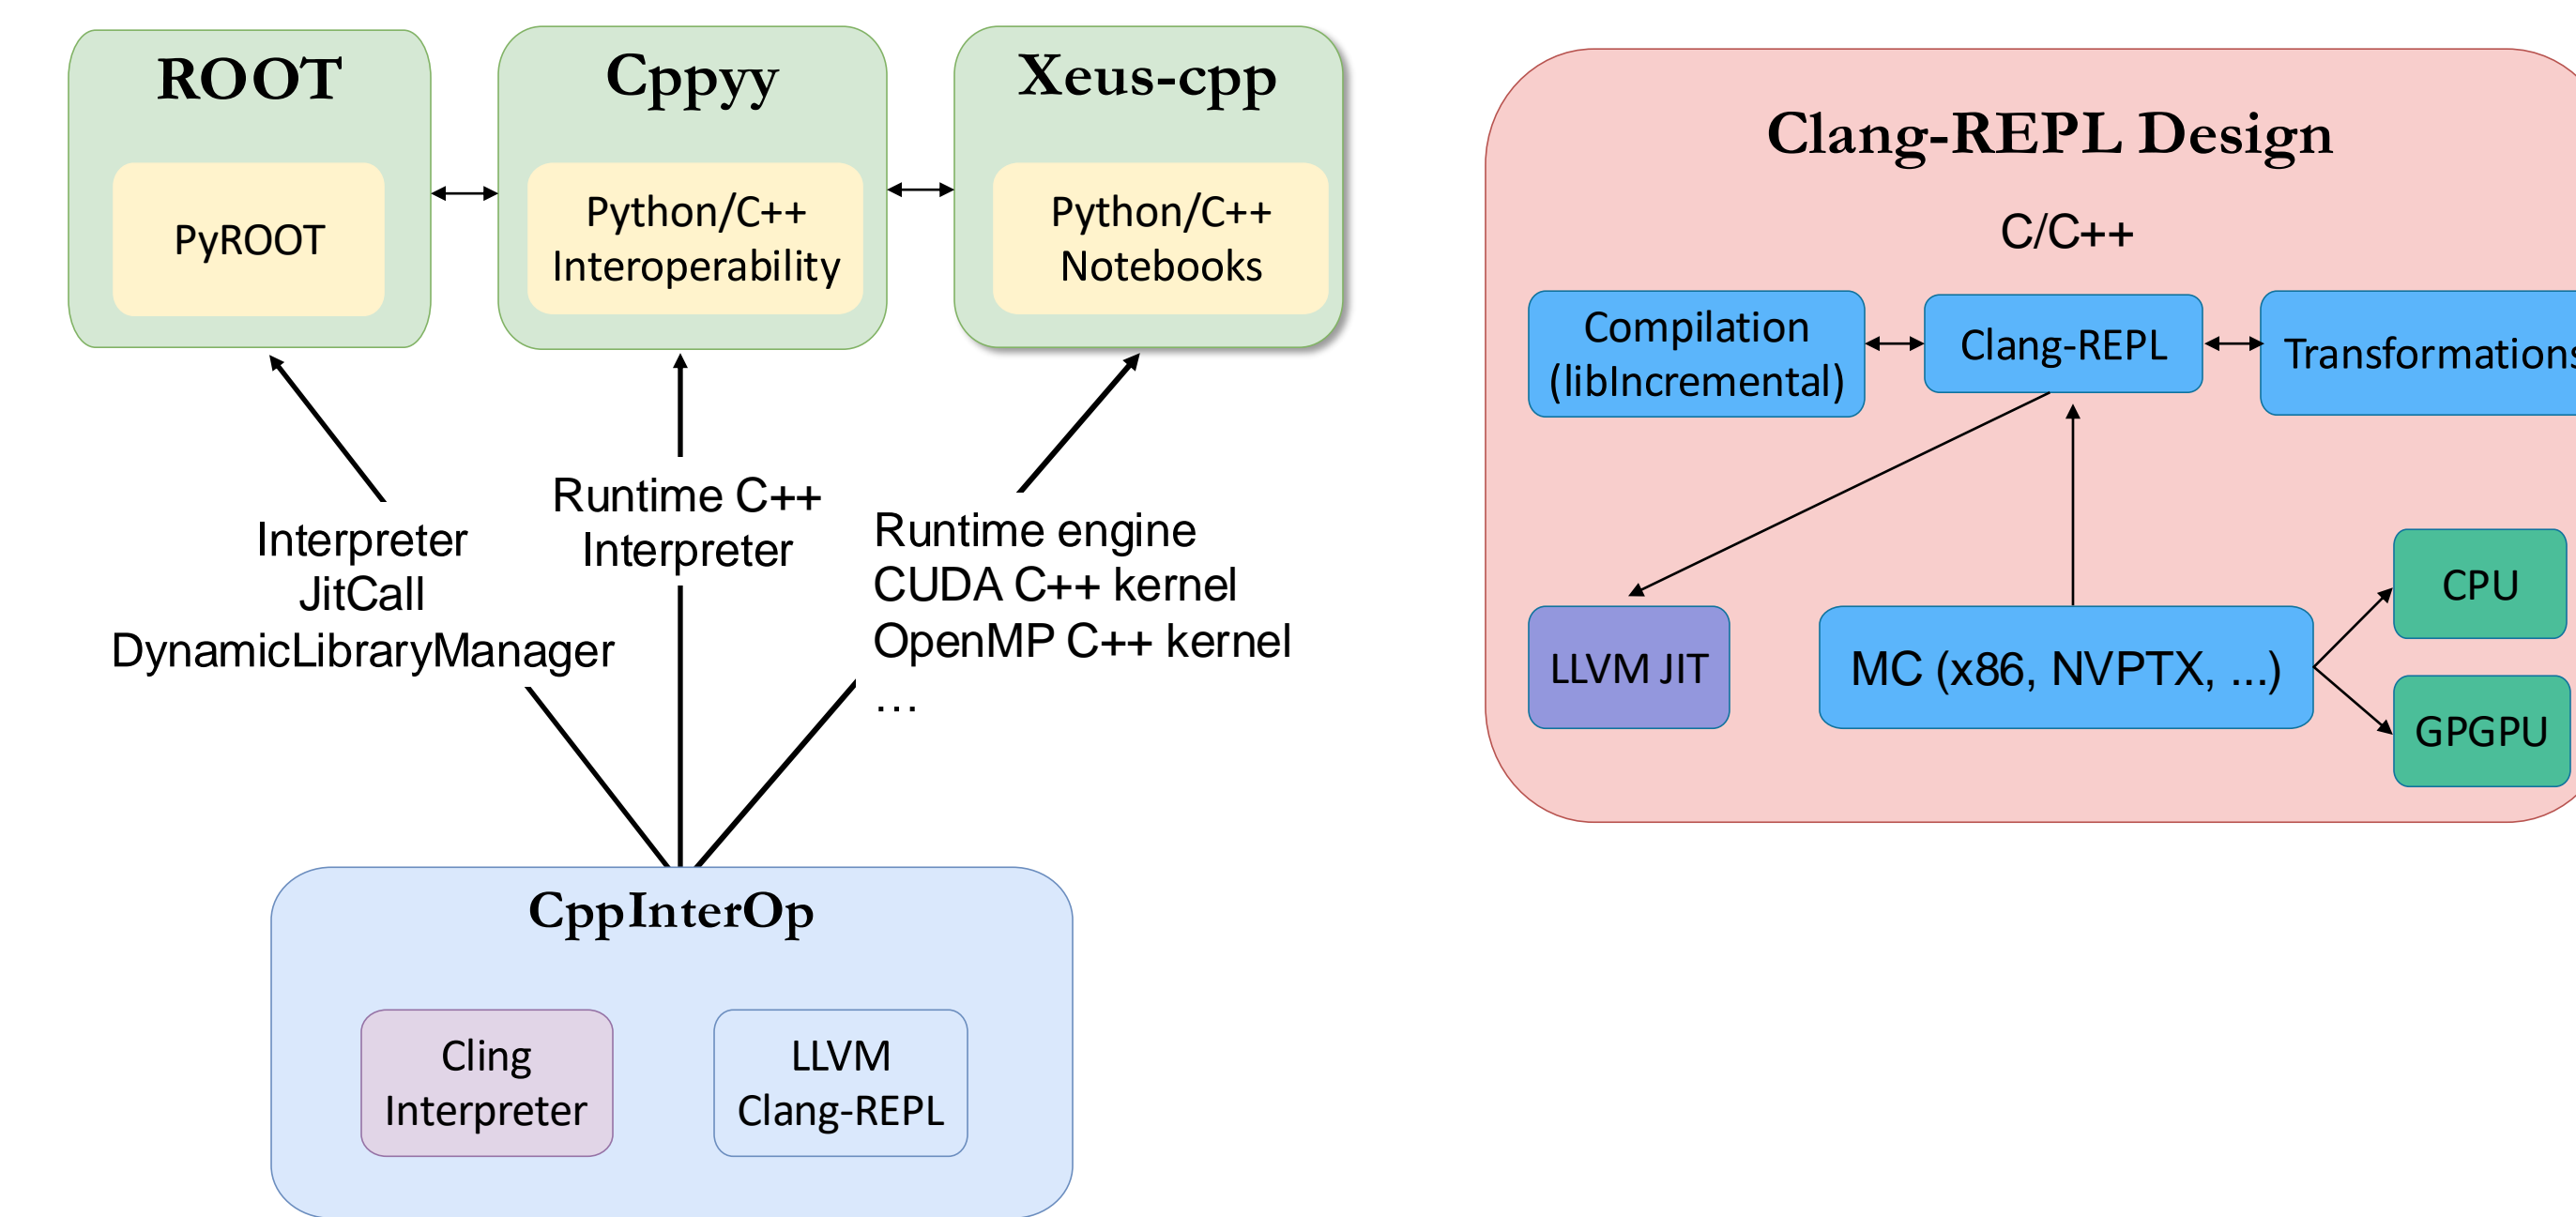 ROOT
PyROOT
Cppyy
Python/C++
Interoperability
Xeus-cpp
Python/C++
Notebooks
Interpreter
JitCall
DynamicLibraryManager
Runtime C++
Interpreter
Runtime engine
CUDA C++ kernel
OpenMP C++ kernel
...
CppInterOp
Cling
Interpreter
LLVM
Clang-REPL
Clang-REPL Design
C/C++
Compilation
(libIncremental)
Clang-REPL
Transformations
LLVM JIT
MC (x86, NVPTX, ...)
CPU
GPGPU